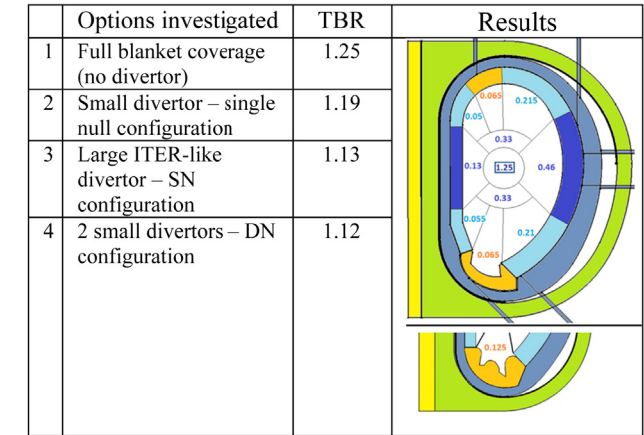 Options investigated TBR Results
1 Full blanket coverage 1.25
(no divertor)
2 Small divertor – single 1.19
null configuration
3 Large ITER-like 1.13
divertor – SN
configuration
4 2 small divertors – DN 1.12
configuration
0.065
0.215
0.05
0.33
0.13 1.25 0.46
0.33
0.055
0.21
0.065
0.125